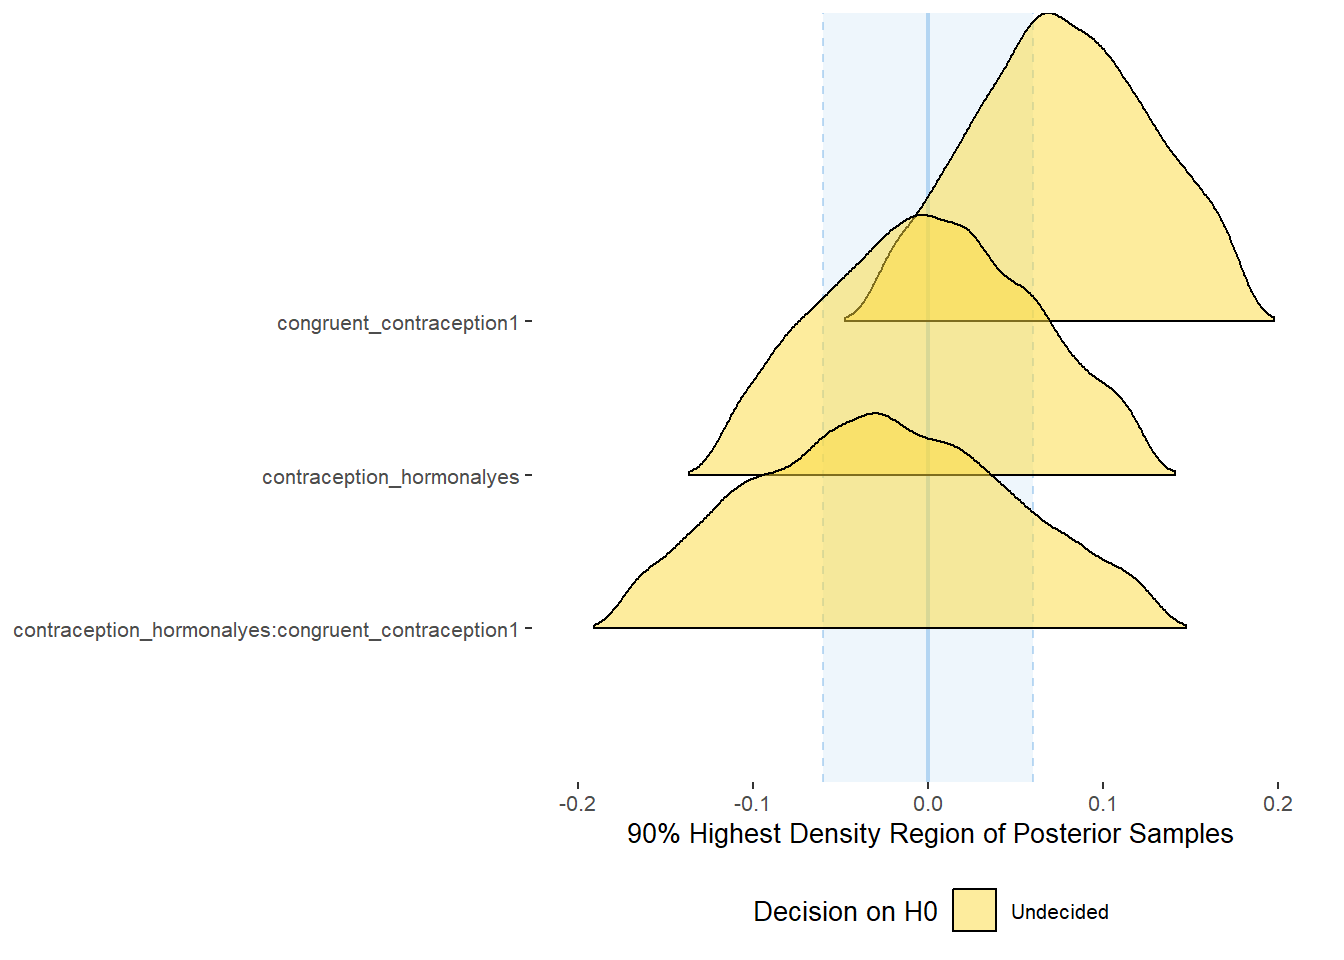 congruent_contraception1
contraception_hormonalyes
contraception_hormonalyes:congruent_contraception1
-0.2 -0.1 0.0 0.1 0.2
90% Highest Density Region of Posterior Samples
Decision on H0 Undecided